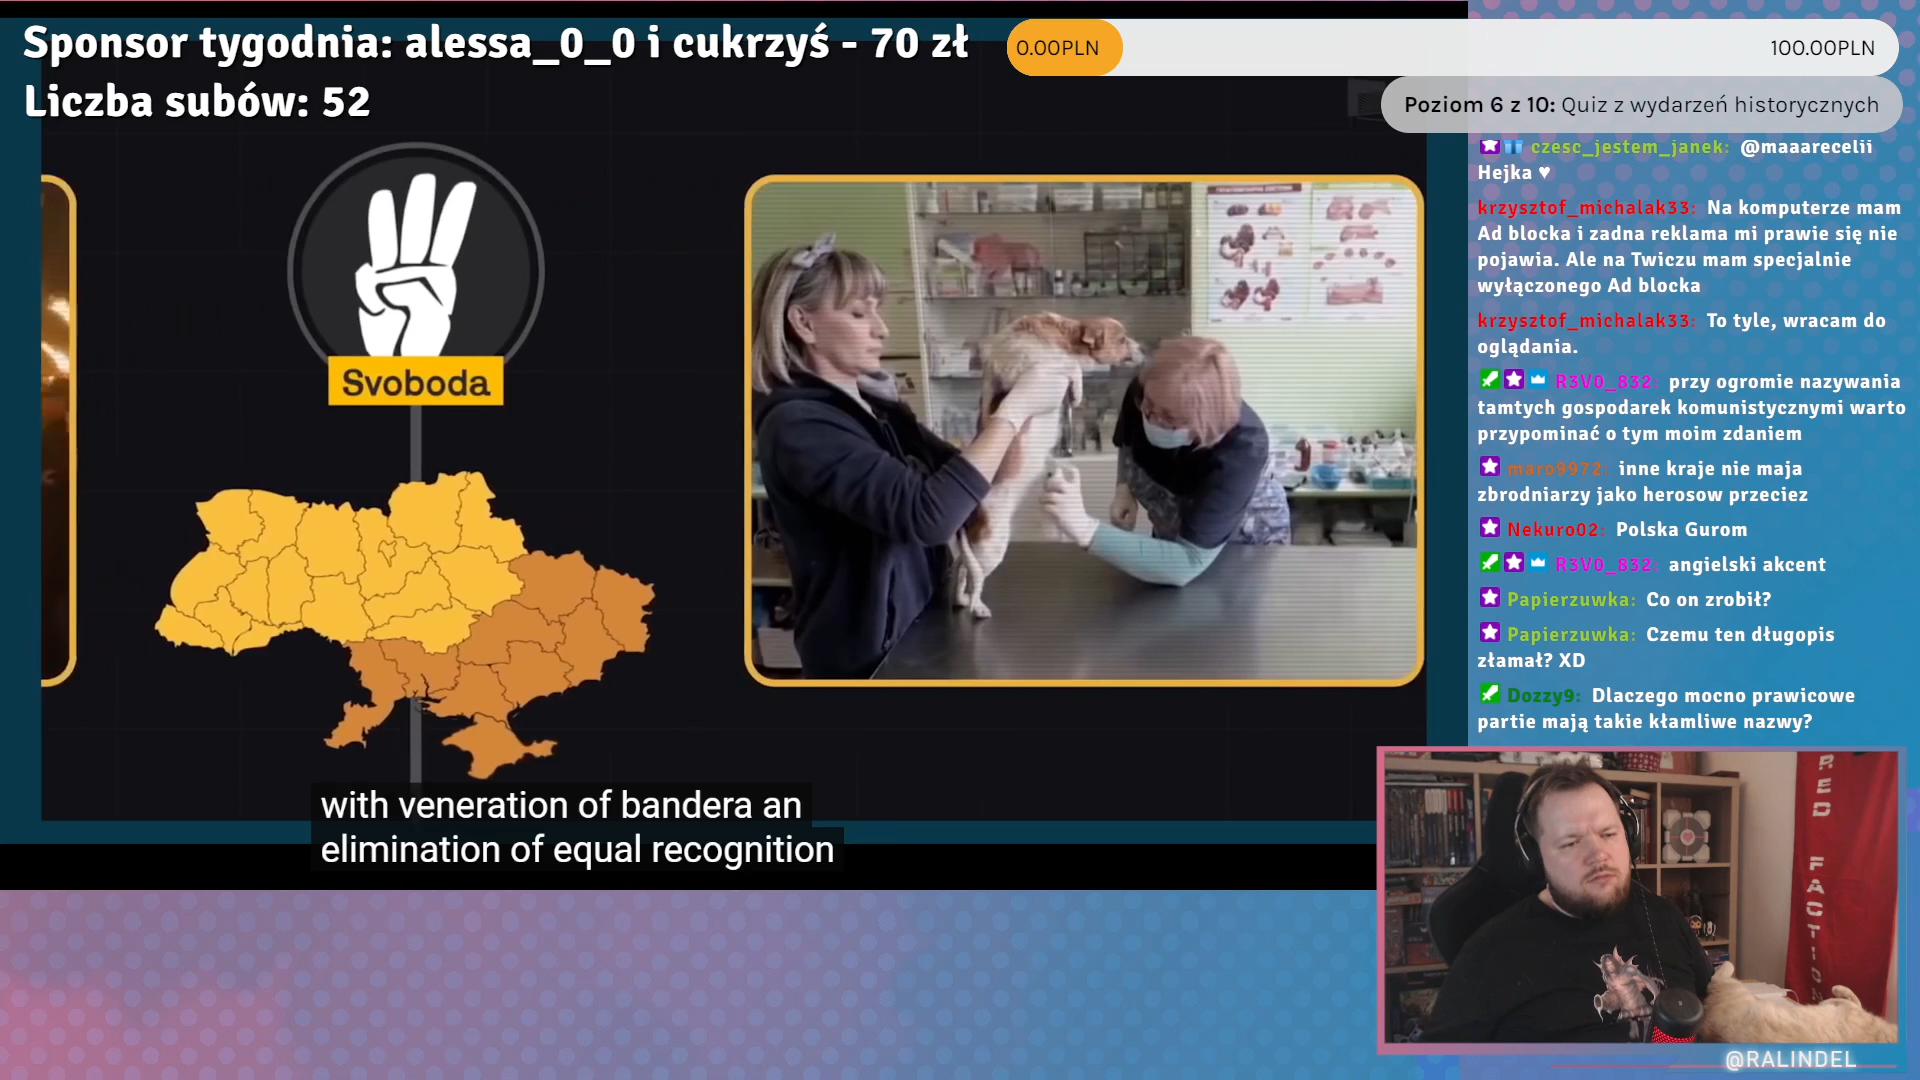 Sponsor tygodnia: alessa_0_0 i cukrzyś - 70 zł
Liczba subów: 52
0.00PLN
100.00PLN
Poziom 6 z 10: Quiz z wydarzeń historycznych
Svoboda
with veneration of bandera an
elimination of equal recognition
czesc_jestem_janek: @maaarecelii
Hejka ♥
krzysztof_michalak33: Na komputerze mam
Ad blocka i zadna reklama mi prawie się nie
pojawia. Ale na Twiczu mam specjalnie
wyłączonego Ad blocka
krzysztof_michalak33: To tyle, wracam do
oglądania.
R3V0_832: przy ogromie nazywania
tamtych gospodarek komunistycznymi warto
przypominać o tym moim zdaniem
maro9972: inne kraje nie maja
zbrodniarzy jako herosow przeciez
Nekuro02: Polska Gurom
R3V0_832: angielski akcent
Papierzuwka: Co on zrobił?
Papierzuwka: Czemu ten długopis
złamał? XD
Dozzy9: Dlaczego mocno prawicowe
partie mają takie kłamliwe nazwy?
RED FACTION
@RALINDEL